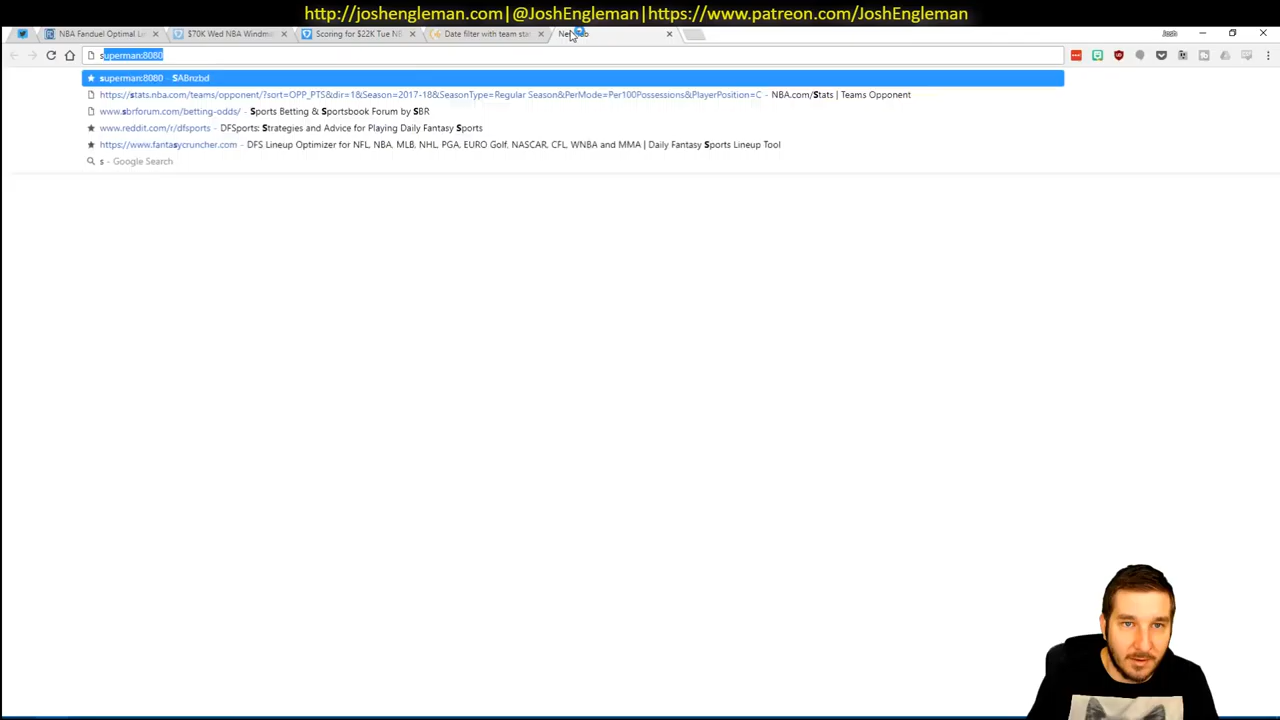 http://joshengleman.com|@JoshEngleman|https://www.patreon.com/JoshEngleman
NBA Fanduel Optimal Li
$70K Wed NBA Windm
Scoring for $22K Tue NB
Date filter with team sta
Josh
superman:8080
superman:8080 - SABnzbd
https://stats.nba.com/teams/opponent/?sort=OPP_PTS&dir=1&Season=2017-18&SeasonType=Regular Season&PerMode=Per100Possessions&PlayerPosition=C - NBA.com/Stats | Teams Opponent
www.sbrforum.com/betting-odds/ - Sports Betting & Sportsbook Forum by SBR
www.reddit.com/r/dfsports - DFSports: Strategies and Advice for Playing Daily Fantasy Sports
https://www.fantasycruncher.com - DFS Lineup Optimizer for NFL, NBA, MLB, NHL, PGA, EURO Golf, NASCAR, CFL, WNBA and MMA | Daily Fantasy Sports Lineup Tool
s - Google Search